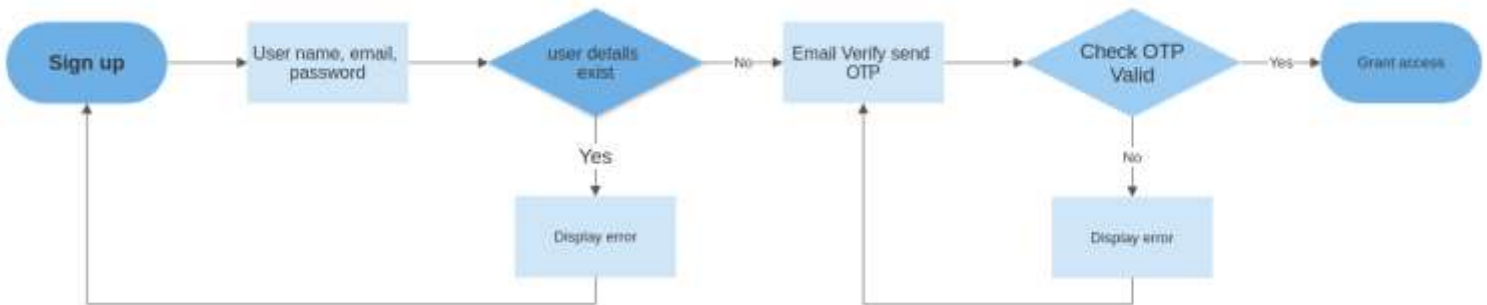 Sign up
User name, email,
password
user details
exist
No
Email Verify send
OTP
Check OTP
Valid
Yes
Grant access
Yes
No
Display error
Display error